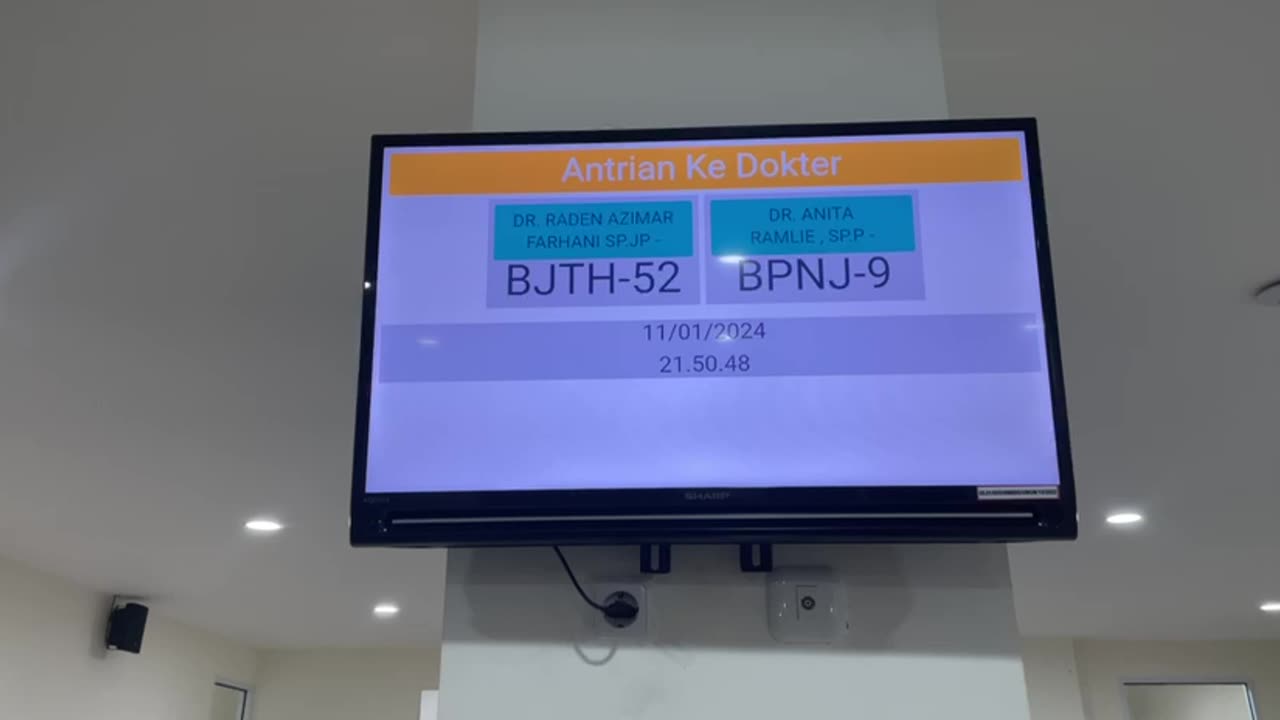 Antrian Ke Dokter
DR. RADEN AZIMAR
FARHANI SP.JP -
BJTH-52
DR. ANITA
RAMLIE , SP.P -
BPNJ-9
11/01/2024
21.50.48
SHARP